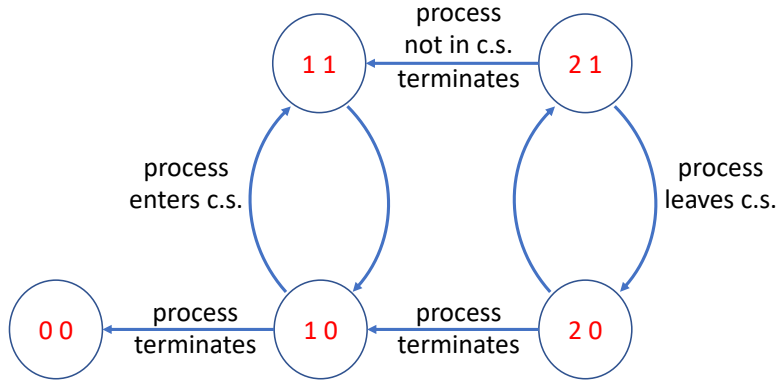 process
not in c.s.
terminates
1 1
2 1
process
enters c.s.
process
leaves c.s.
0 0
process
terminates
1 0
process
terminates
2 0